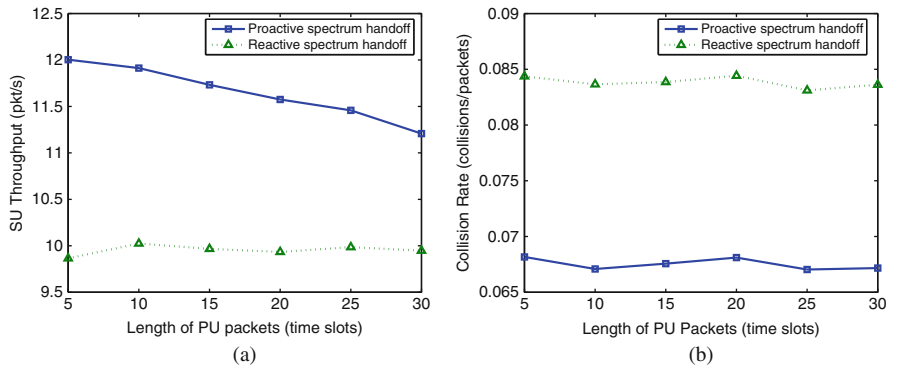 Proactive spectrum handoff
Reactive spectrum handoff
12.5
12
11.5
11
10.5
10
9.5
SU Throughput (pkt/s)
5 10 15 20 25 30
Length of PU packets (time slots)
(a)
Proactive spectrum handoff
Reactive spectrum handoff
0.09
0.085
0.08
0.075
0.07
0.065
Collision Rate (collisions/packets)
5 10 15 20 25 30
Length of PU Packets (time slots)
(b)